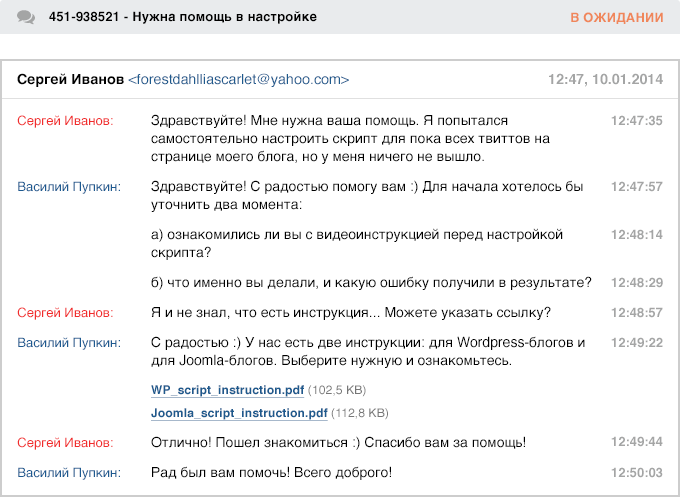 451-938521 - Нужна помощь в настройке В ОЖИДАНИИ
Сергей Иванов <forestdahlliascarlet@yahoo.com> 12:47, 10.01.2014
Сергей Иванов: Здравствуйте! Мне нужна ваша помощь. Я попытался 12:47:35
самостоятельно настроить скрипт для пока всех твиттов на
странице моего блога, но у меня ничего не вышло.
Василий Пупкин: Здравствуйте! С радостью помогу вам :) Для начала хотелось бы 12:47:57
уточнить два момента:
а) ознакомились ли вы с видеоинструкцией перед настройкой 12:48:14
скрипта?
б) что именно вы делали, и какую ошибку получили в результате? 12:48:29
Сергей Иванов: Я и не знал, что есть инструкция... Можете указать ссылку? 12:48:57
Василий Пупкин: С радостью :) У нас есть две инструкции: для Wordpress-блогов и 12:49:22
для Joomla-блогов. Выберите нужную и ознакомьтесь.
WP_script_instruction.pdf (102,5 KB)
Joomla_script_instruction.pdf (112,8 KB)
Сергей Иванов: Отлично! Пошел знакомиться :) Спасибо вам за помощь! 12:49:44
Василий Пупкин: Рад был вам помочь! Всего доброго! 12:50:03